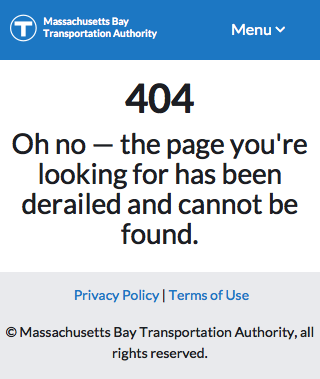 T
Massachusetts Bay
Transportation Authority
Menu
404
Oh no — the page you're
looking for has been
derailed and cannot be
found.
Privacy Policy | Terms of Use
© Massachusetts Bay Transportation Authority, all
rights reserved.